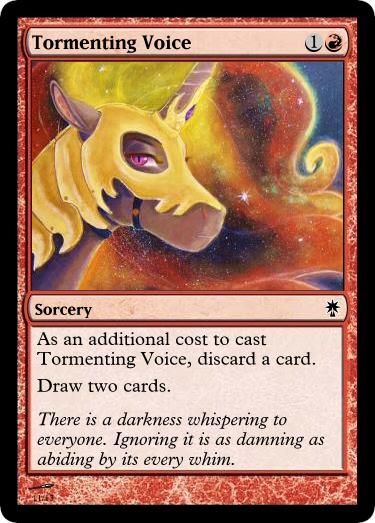 Tormenting Voice 1
Sorcery
As an additional cost to cast
Tormenting Voice, discard a card.
Draw two cards.
There is a darkness whispering to
everyone. Ignoring it is as damning as
abiding by its every whim.